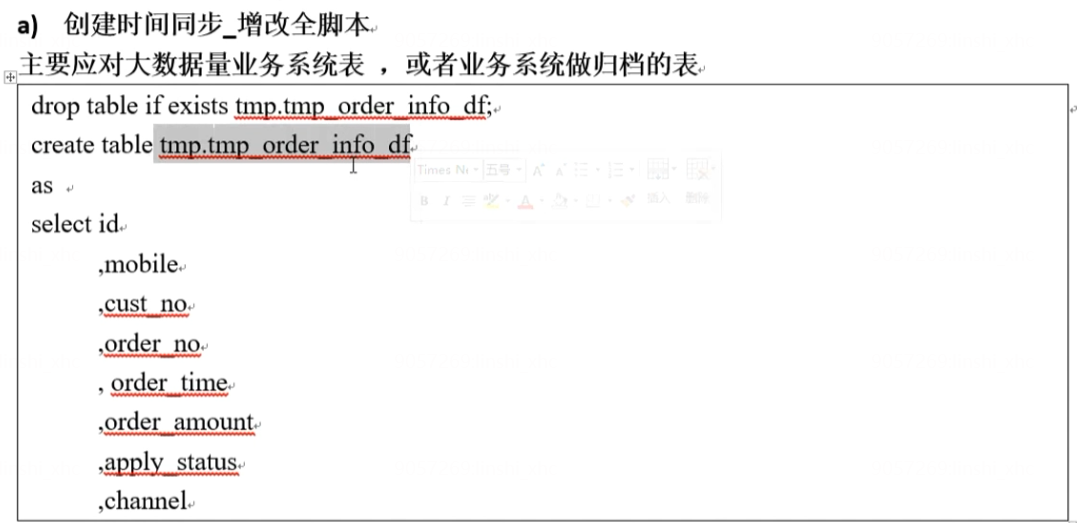 a) 创建时间同步_增改全脚本
主要应对大数据量业务系统表 ，或者业务系统做归档的表
drop table if exists tmp.tmp_order_info_df;
create table tmp.tmp_order_info_df
as
select id
,mobile
,cust_no
,order_no
, order_time
,order_amount
,apply_status
,channel
Times N 五号
B I 插入 删除